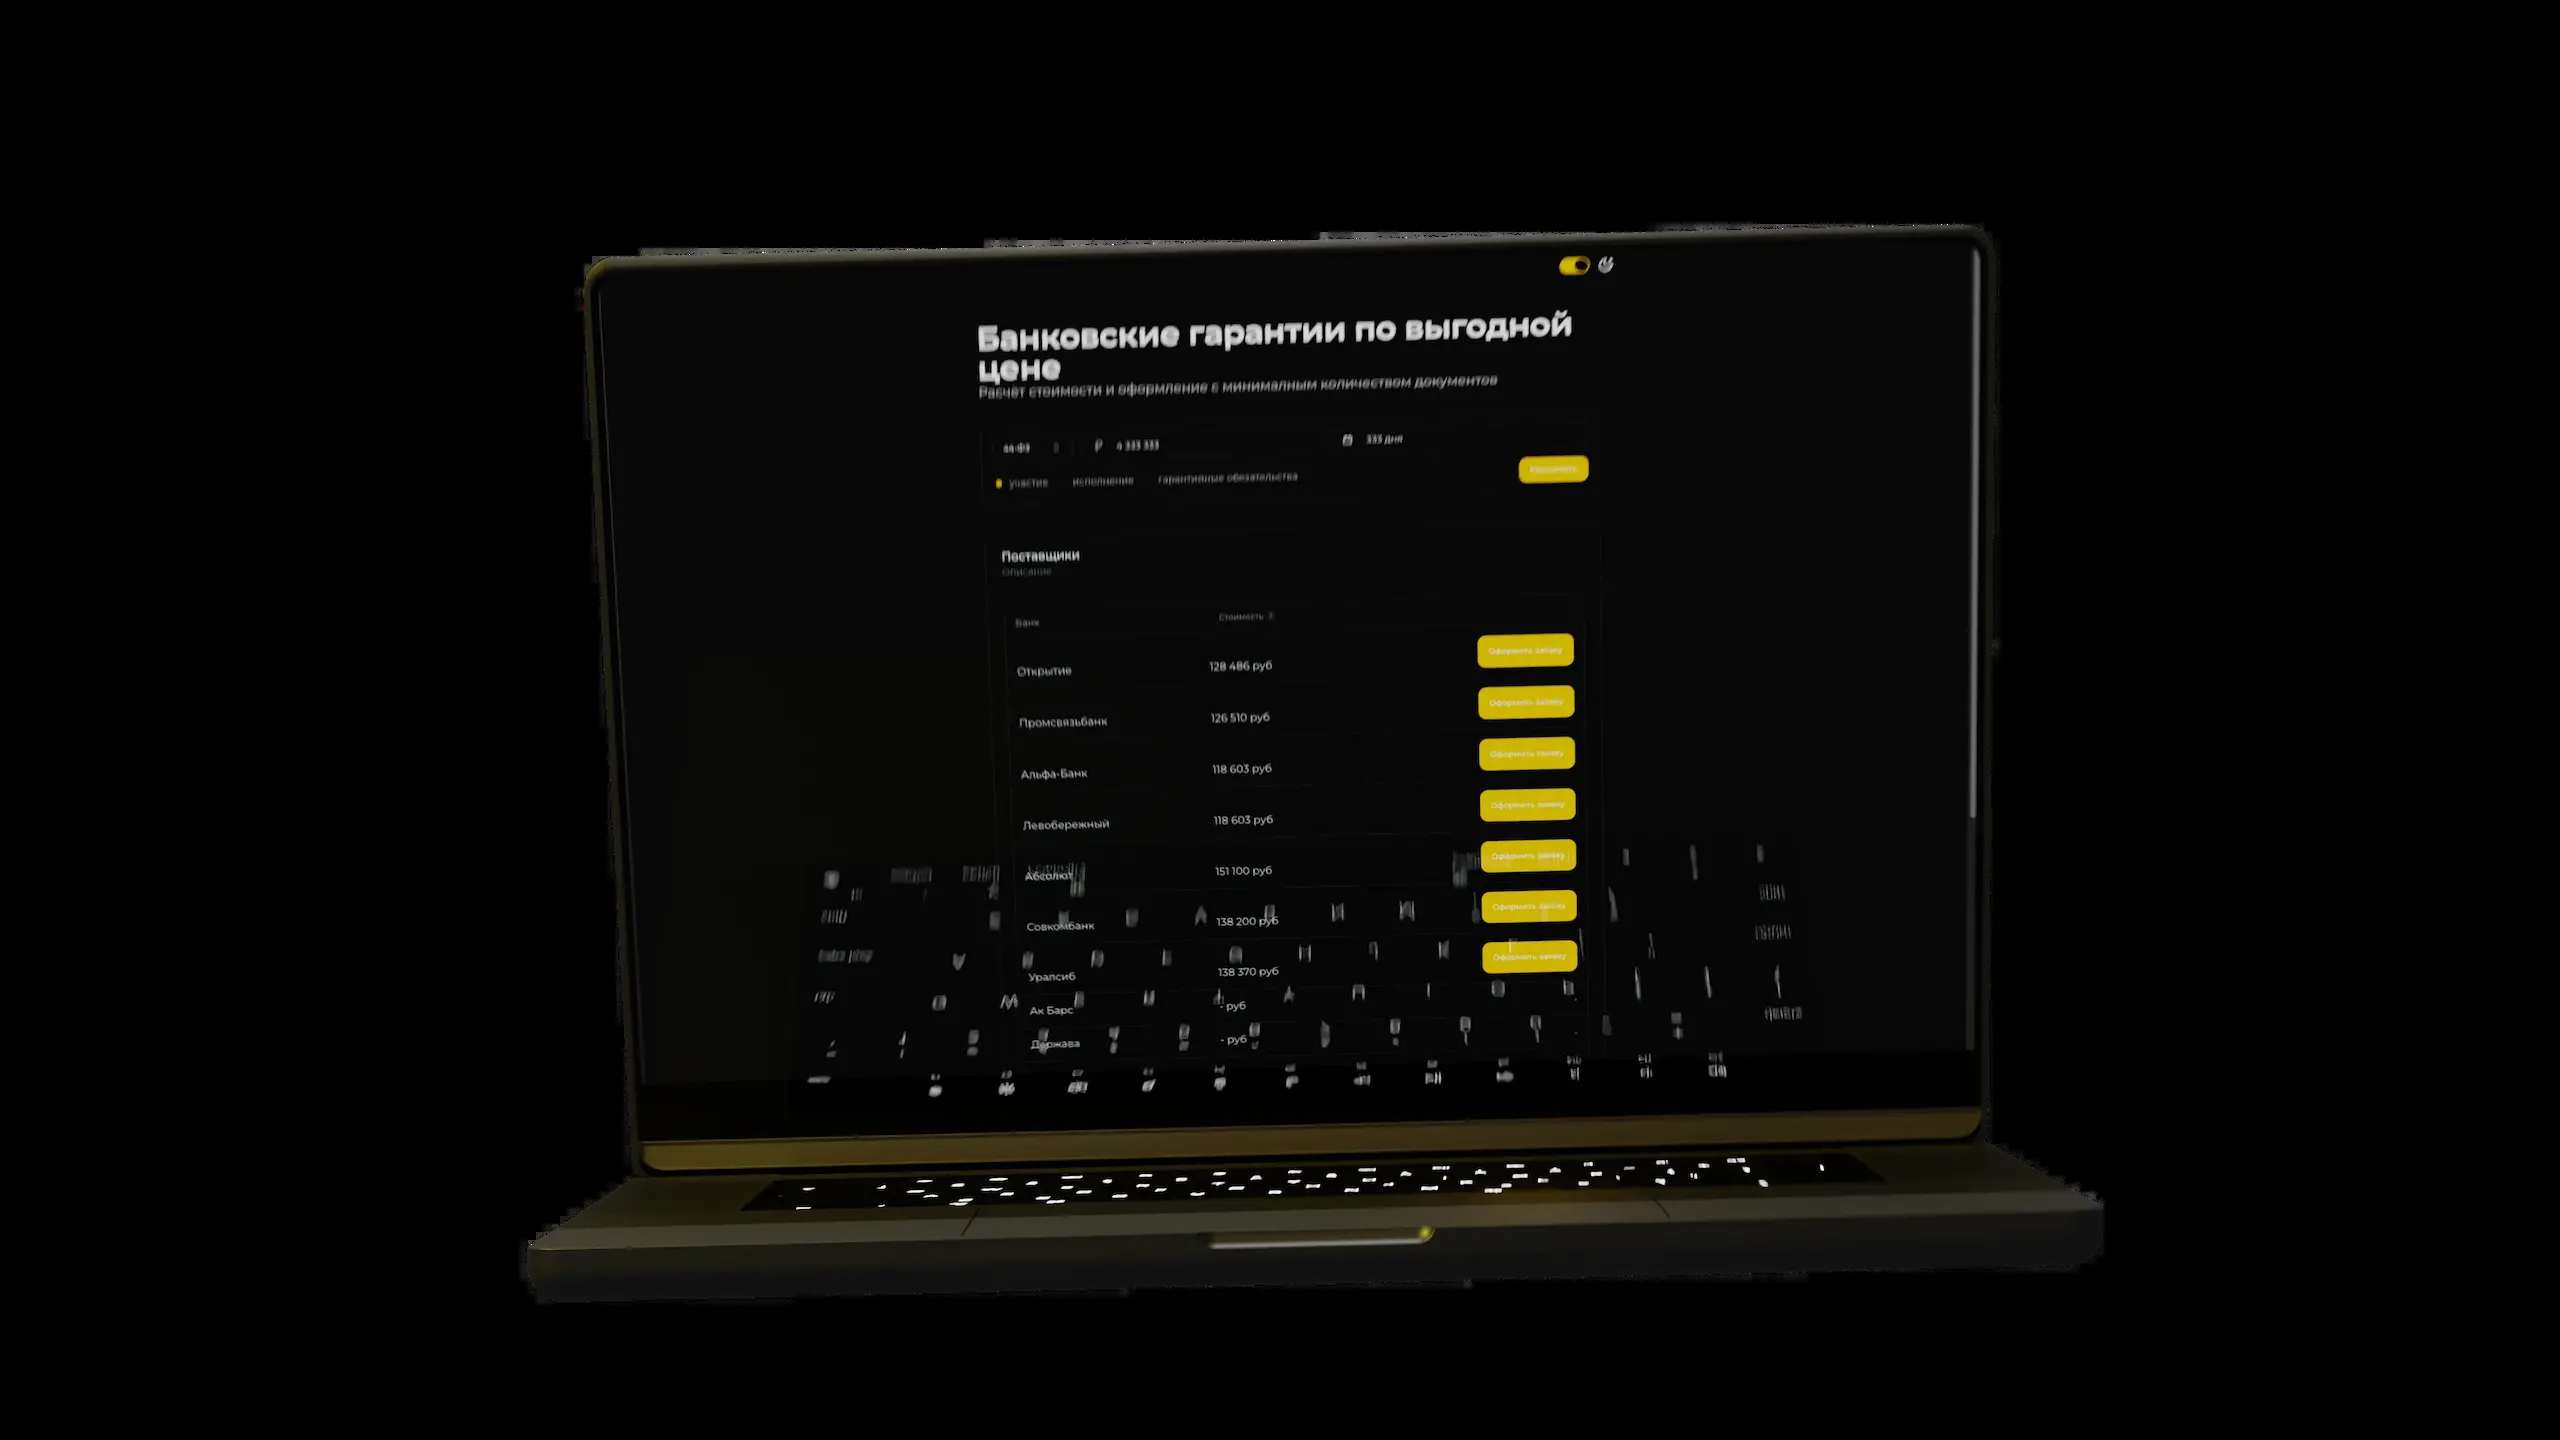 Банковские гарантии по выгодной
цене
Расчёт стоимости и оформление с минималным количеством документов
44-ФЗ ₽ 4 333 333 333 дня
участие исполнение гарантийные обязательства
Рассчитать
Поставщики
Описание
Банк Стоимость ?
Открытие 128 486 руб Оформить заявку
Промсвязьбанк 126 510 руб Оформить заявку
Альфа-Банк 118 603 руб Оформить заявку
Левобережный 118 603 руб Оформить заявку
Абсолют 151 100 руб Оформить заявку
Совкомбанк 138 200 руб Оформить заявку
Уралсиб 138 370 руб Оформить заявку
Ак Барс - руб
Держава - руб